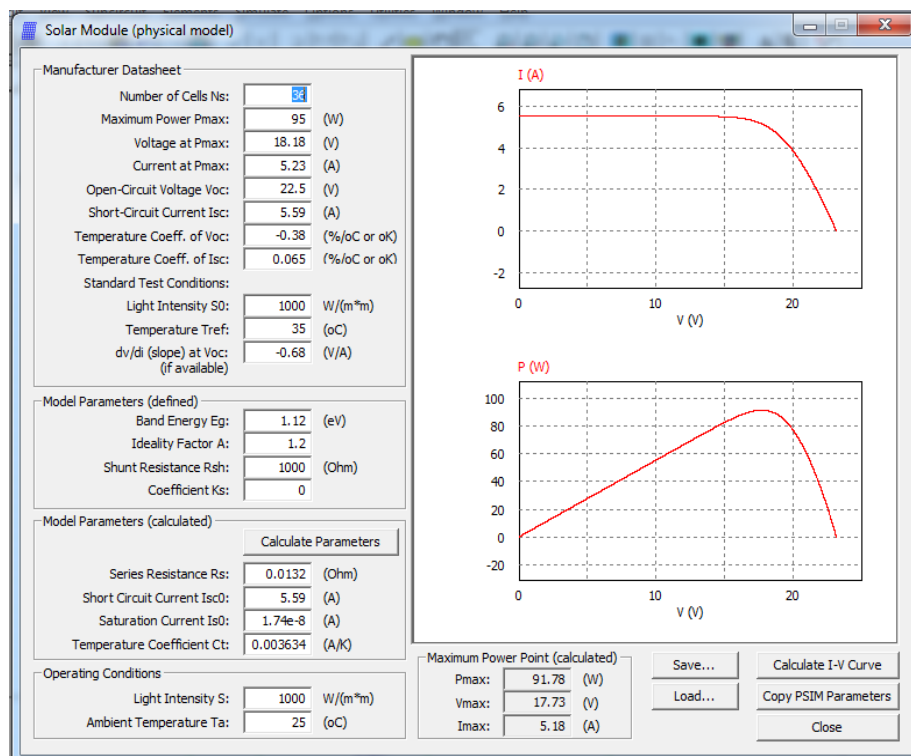 Solar Module (physical model)
Manufacturer Datasheet
Number of Cells Ns: 36
Maximum Power Pmax: 95 (W)
Voltage at Pmax: 18.18 (V)
Current at Pmax: 5.23 (A)
Open-Circuit Voltage Voc: 22.5 (V)
Short-Circuit Current Isc: 5.59 (A)
Temperature Coeff. of Voc: -0.38 (%/oC or oK)
Temperature Coeff. of Isc: 0.065 (%/oC or oK)
Standard Test Conditions:
Light Intensity S0: 1000 W/(m*m)
Temperature Tref: 35 (oC)
dv/di (slope) at Voc: -0.68 (V/A)
(if available)
Model Parameters (defined)
Band Energy Eg: 1.12 (eV)
Ideality Factor A: 1.2
Shunt Resistance Rsh: 1000 (Ohm)
Coefficient Ks: 0
Model Parameters (calculated)
Calculate Parameters
Series Resistance Rs: 0.0132 (Ohm)
Short Circuit Current Isc0: 5.59 (A)
Saturation Current Is0: 1.74e-8 (A)
Temperature Coefficient Ct: 0.003634 (A/K)
Operating Conditions
Light Intensity S: 1000 W/(m*m)
Ambient Temperature Ta: 25 (oC)
I (A)
6
4
2
0
-2
0 10 20
V (V)
P (W)
100
80
60
40
20
0
-20
0 10 20
V (V)
Maximum Power Point (calculated)
Pmax: 91.78 (W)
Vmax: 17.73 (V)
Imax: 5.18 (A)
Save...
Load...
Calculate I-V Curve
Copy PSIM Parameters
Close